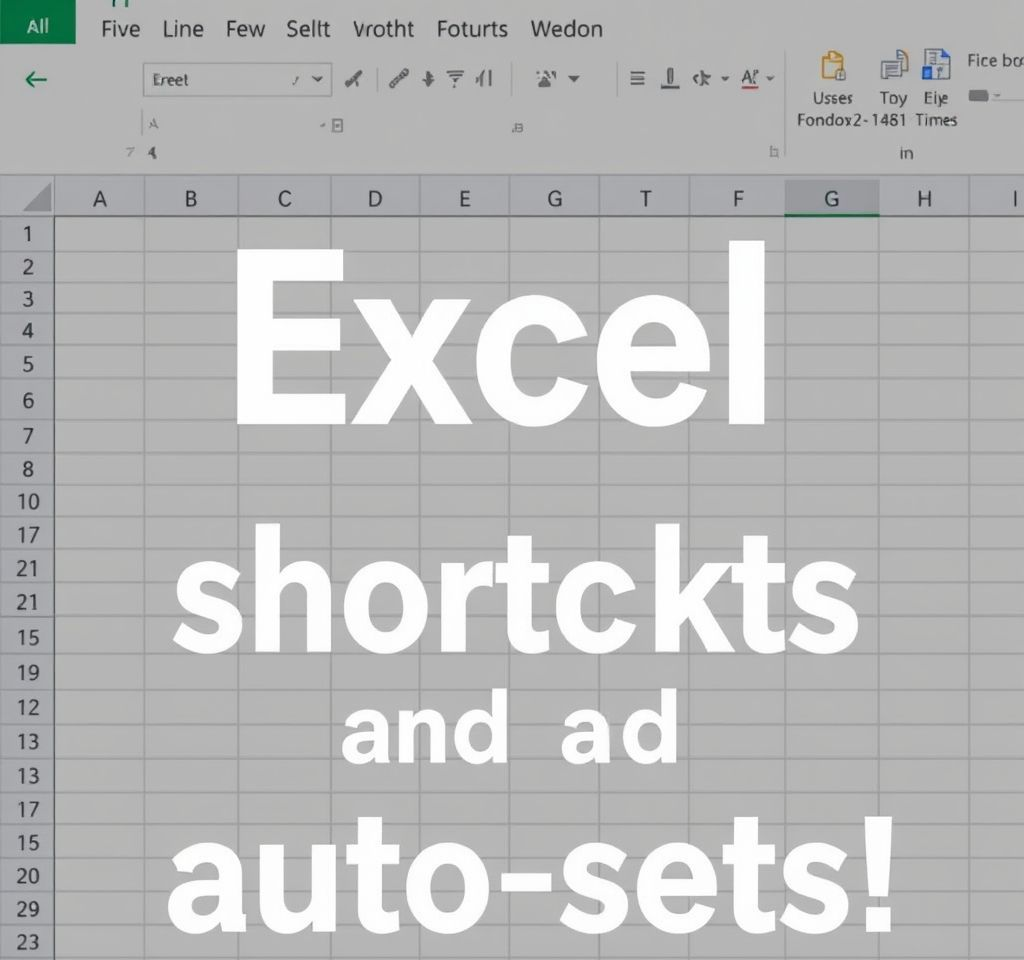 All Five Line Few Sellt Vrotht Foturts Wedon
Ereet
Fice bo
Usses Toy Eije
Fondox2-1481 Times
in
A B C D E G T F G H I
1
2
3
4
5
6
7
8
10
17
21
21
15
19
12
13
13
17
15
20
29
23
Excel
shortckts
and ad
auto-sets!